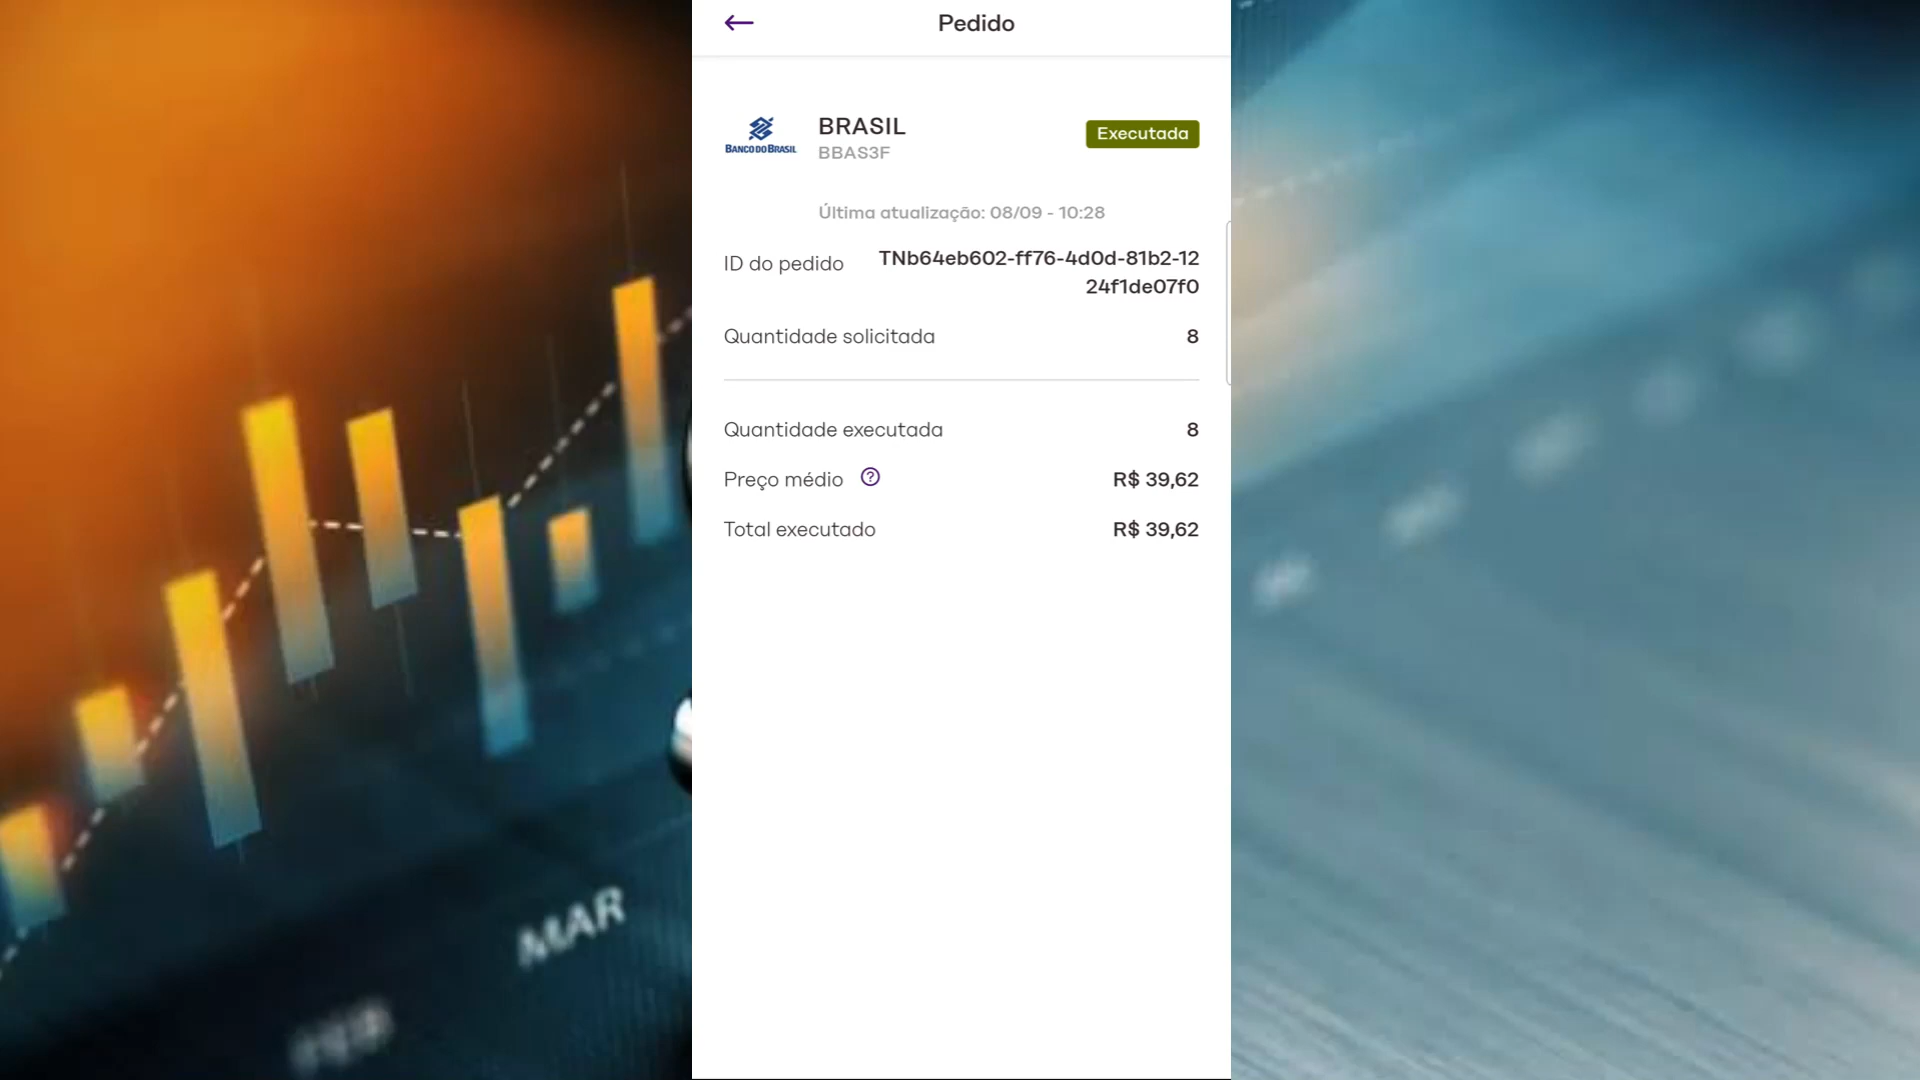 Pedido
BANCO DO BRASIL
BRASIL
BBAS3F
Executada
Última atualização: 08/09 - 10:28
ID do pedido TNb64eb602-ff76-4d0d-81b2-12
24f1de07f0
Quantidade solicitada 8
Quantidade executada 8
Preço médio ? R$ 39,62
Total executado R$ 39,62
MAR